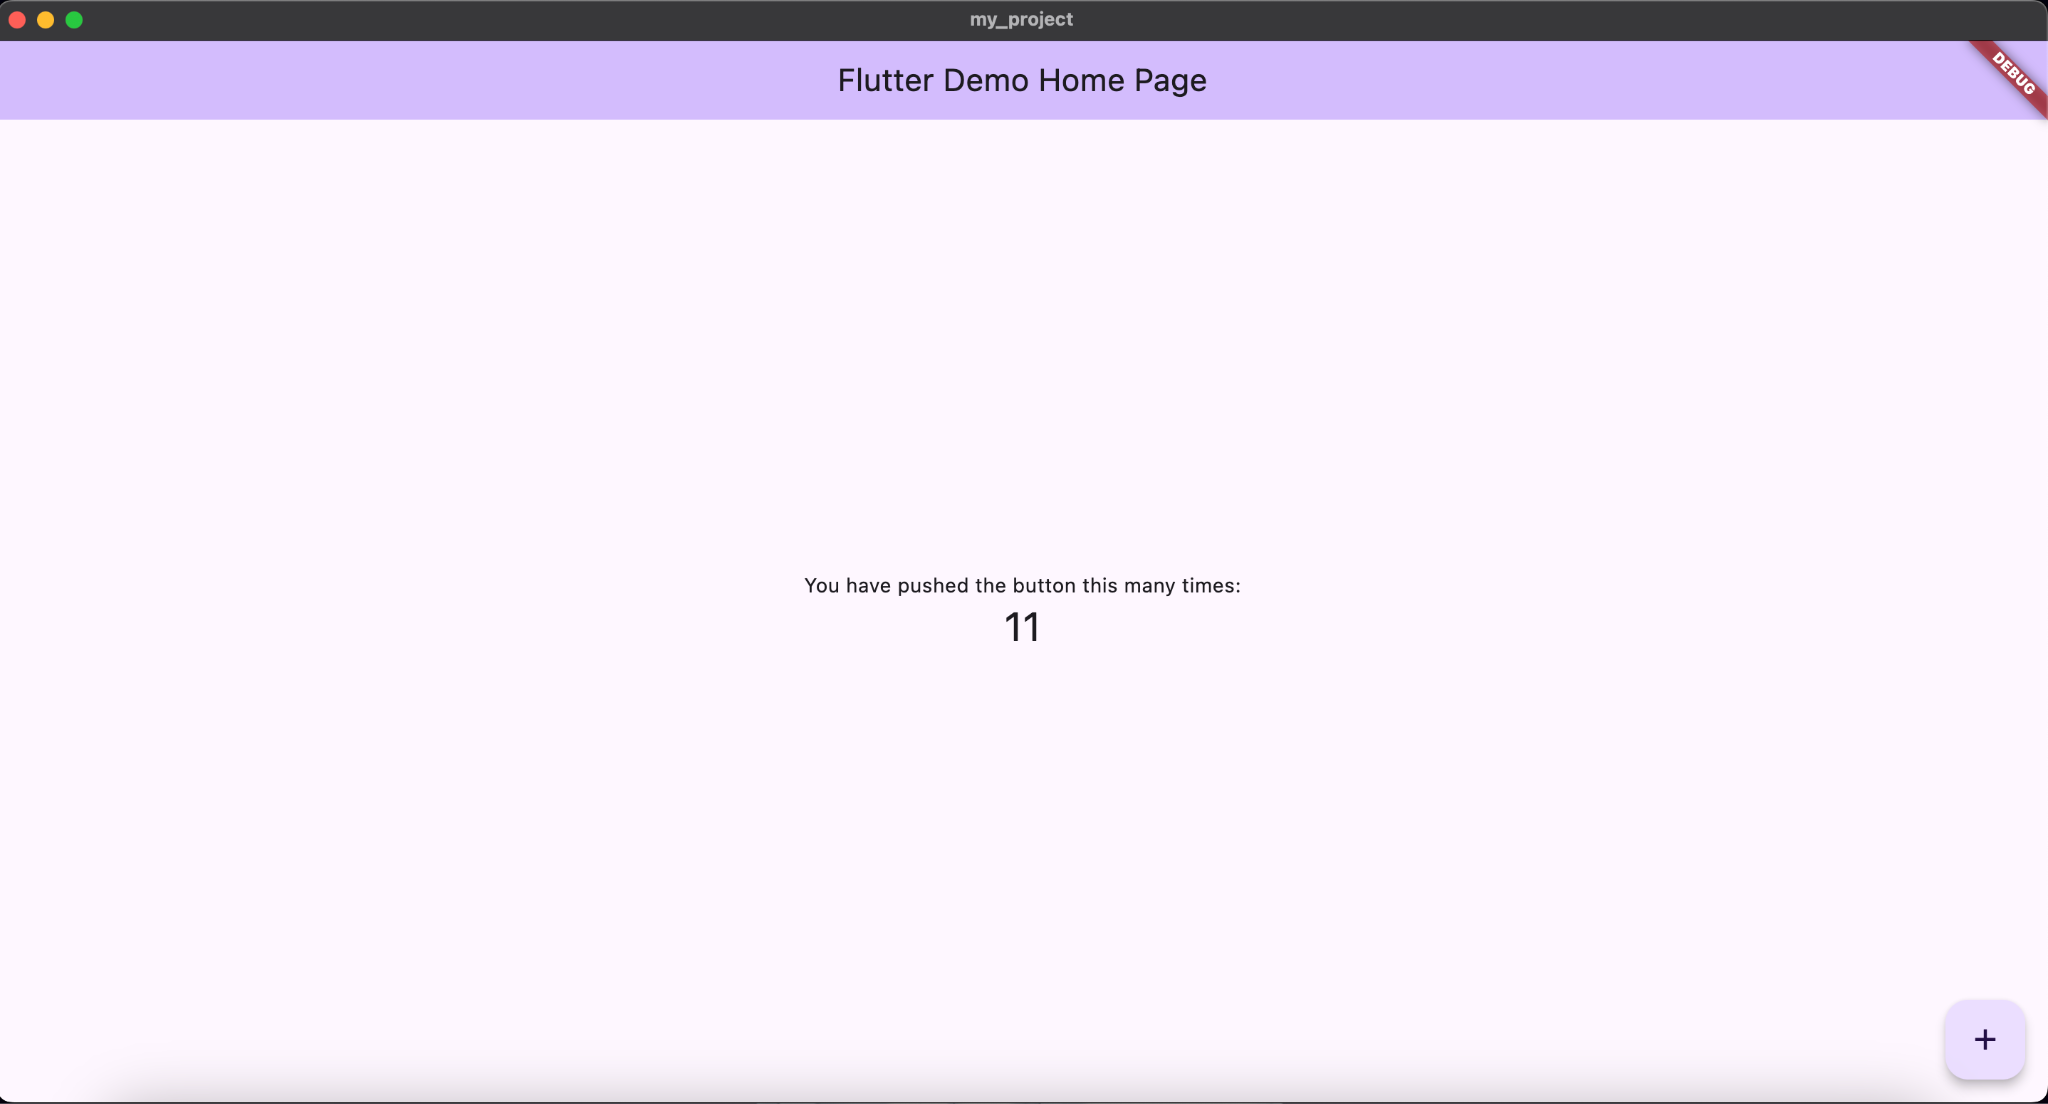 my_project
Flutter Demo Home Page
DEBUG
You have pushed the button this many times:
11
+